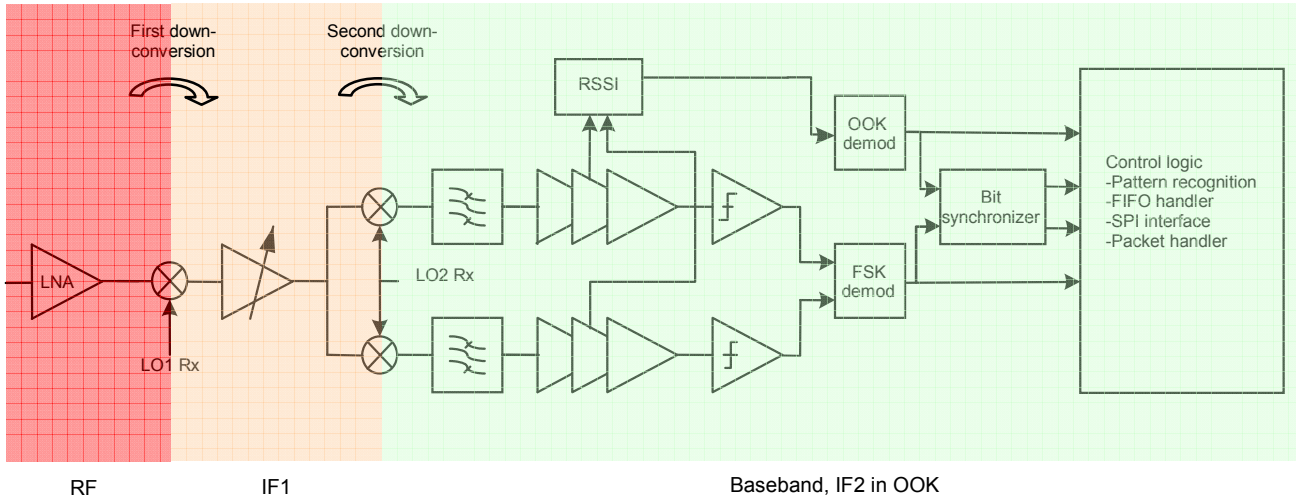 First down-
conversion
Second down-
conversion
RSSI
OOK
demod
Control logic
-Pattern recognition
-FIFO handler
-SPI interface
-Packet handler
Bit
synchronizer
LNA
LO2 Rx
FSK
demod
LO1 Rx
RF
IF1
Baseband, IF2 in OOK